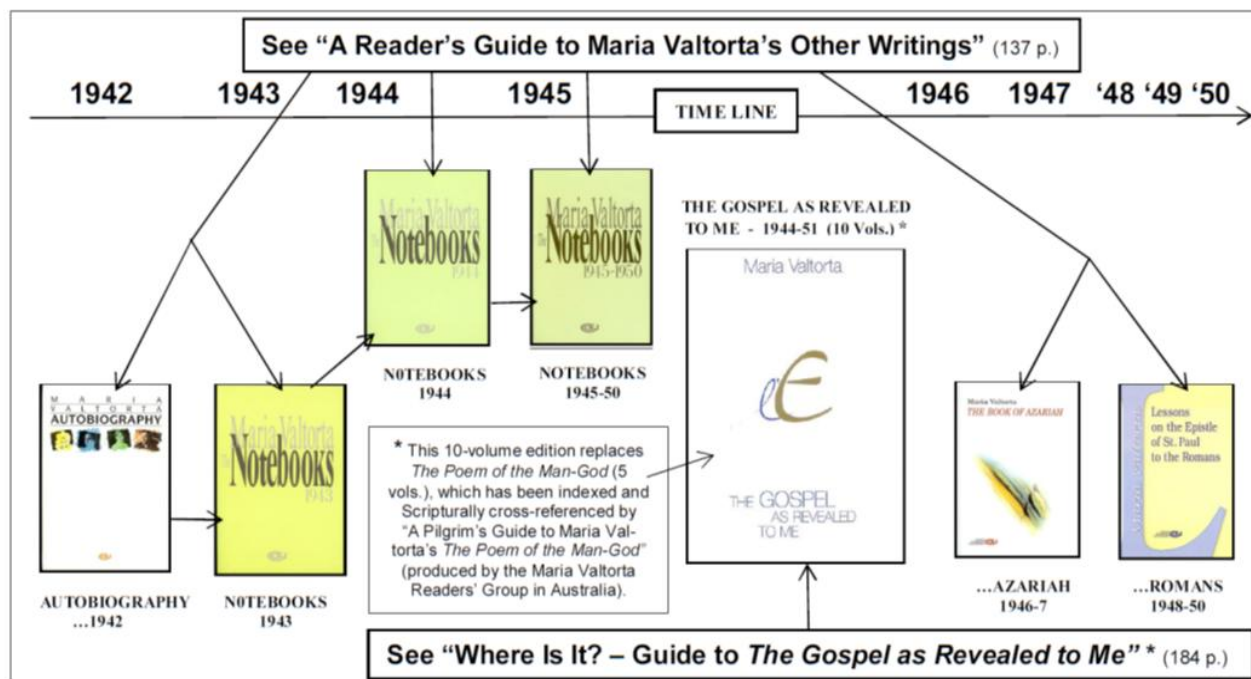 See “A Reader’s Guide to Maria Valtorta’s Other Writings” (137 p.)
1942 1943 1944 1945 1946 1947 ‘48 ‘49 ‘50
TIME LINE
Maria Valtorta
The Notebooks
1944
N0TEBOOKS
1944
Maria Valtorta
The Notebooks
1945-1950
NOTEBOOKS
1945-50
THE GOSPEL AS REVEALED
TO ME - 1944-51 (10 Vols.) *
Maria Valtorta
l'E
THE GOSPEL
AS REVEALED
TO ME
MARIA
VALTORTA
AUTOBIOGRAPHY
AUTOBIOGRAPHY
...1942
Maria Valtorta
The Notebooks
1943
N0TEBOOKS
1943
* This 10-volume edition replaces
The Poem of the Man-God (5
vols.), which has been indexed and
Scripturally cross-referenced by
“A Pilgrim’s Guide to Maria Val-
torta’s The Poem of the Man-God”
(produced by the Maria Valtorta
Readers’ Group in Australia).
Maria Valtorta
THE BOOK OF AZARIAH
...AZARIAH
1946-7
Lessons
on the Epistle
of St. Paul
to the Romans
...ROMANS
1948-50
See “Where Is It? – Guide to The Gospel as Revealed to Me” * (184 p.)